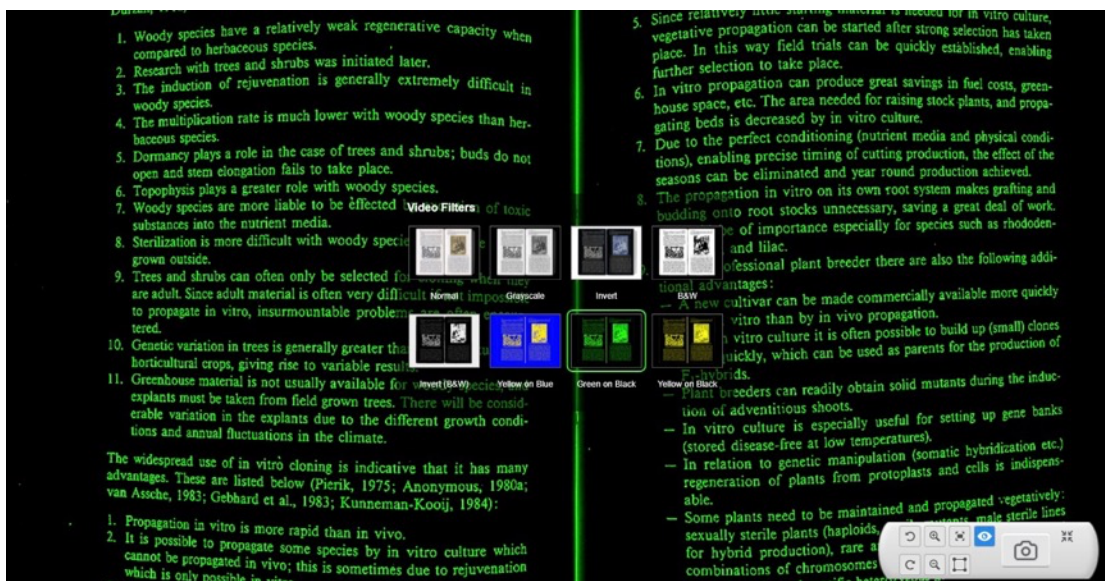 1. Woody species have a relatively weak regenerative capacity when
compared to herbaceous species.
2. Research with trees and shrubs was initiated later.
3. The induction of rejuvenation is generally extremely difficult in
woody species.
4. The multiplication rate is much lower with woody species than her-
baceous species.
5. Dormancy plays a role in the case of trees and shrubs; buds do not
open and stem elongation fails to take place.
6. Topophysis plays a greater role with woody species.
7. Woody species are more liable to be effected of toxic
substances into the nutrient media.
8. Sterilization is more difficult with woody
grown outside.
9. Trees and shrubs can often only be selected for cloning when they
are adult. Since adult material is often very difficult impossible
to propagate in vitro, insurmountable problems are often
tered.
10. Genetic variation in trees is generally greater
horticultural crops, giving rise to variable results.
11. Greenhouse material is not usually available for
explants must be taken from field grown trees. There will be consid-
erable variation in the explants due to the different growth condi-
tions and annual fluctuations in the climate.
The widespread use of in vitro cloning is indicative that it has many
advantages. These are listed below (Pierik, 1975; Anonymous, 1980a;
van Assche, 1983; Gebhard et al., 1983; Kunneman-Kooij, 1984):
1. Propagation in vitro is more rapid than in vivo.
2. It is possible to propagate some species by in vitro culture which
cannot be propagated in vivo; this is sometimes due to rejuvenation
which is only possible in
5. Since relatively little starting material is needed for in vitro culture,
vegetative propagation can be started after strong selection has taken
place. In this way field trials can be quickly established, enabling
further selection to take place.
6. In vitro propagation can produce great savings in fuel costs, green-
house space, etc. The area needed for raising stock plants, and propa-
gating beds is decreased by in vitro culture.
7. Due to the perfect conditioning (nutrient media and physical condi-
tions), enabling precise timing of cutting production, the effect of the
seasons can be eliminated and year round production achieved.
8. The propagation in vitro on its own root system makes grafting and
budding onto root stocks unnecessary, saving a great deal of work.
of importance especially for species such as rhododen-
and lilac.
plant breeder there are also the following addi-
tional advantages:
— A new cultivar can be made commercially available more quickly
vitro than by in vivo propagation.
vitro culture it is often possible to build up (small) clones
quickly, which can be used as parents for the production of
F₁-hybrids.
— Plant breeders can readily obtain solid mutants during the induc-
tion of adventitious shoots.
— In vitro culture is especially useful for setting up gene banks
(stored disease-free at low temperatures).
— In relation to genetic manipulation (somatic hybridization etc.)
regeneration of plants from protoplasts and cells is indispens-
able.
— Some plants need to be maintained and propagated vegetatively:
sexually sterile plants (haploids, male sterile lines
for hybrid production), rare
combinations of chromosomes
Video Filters
Normal
Grayscale
Invert
B&W
Invert (B&W)
Yellow on Blue
Green on Black
Yellow on Black